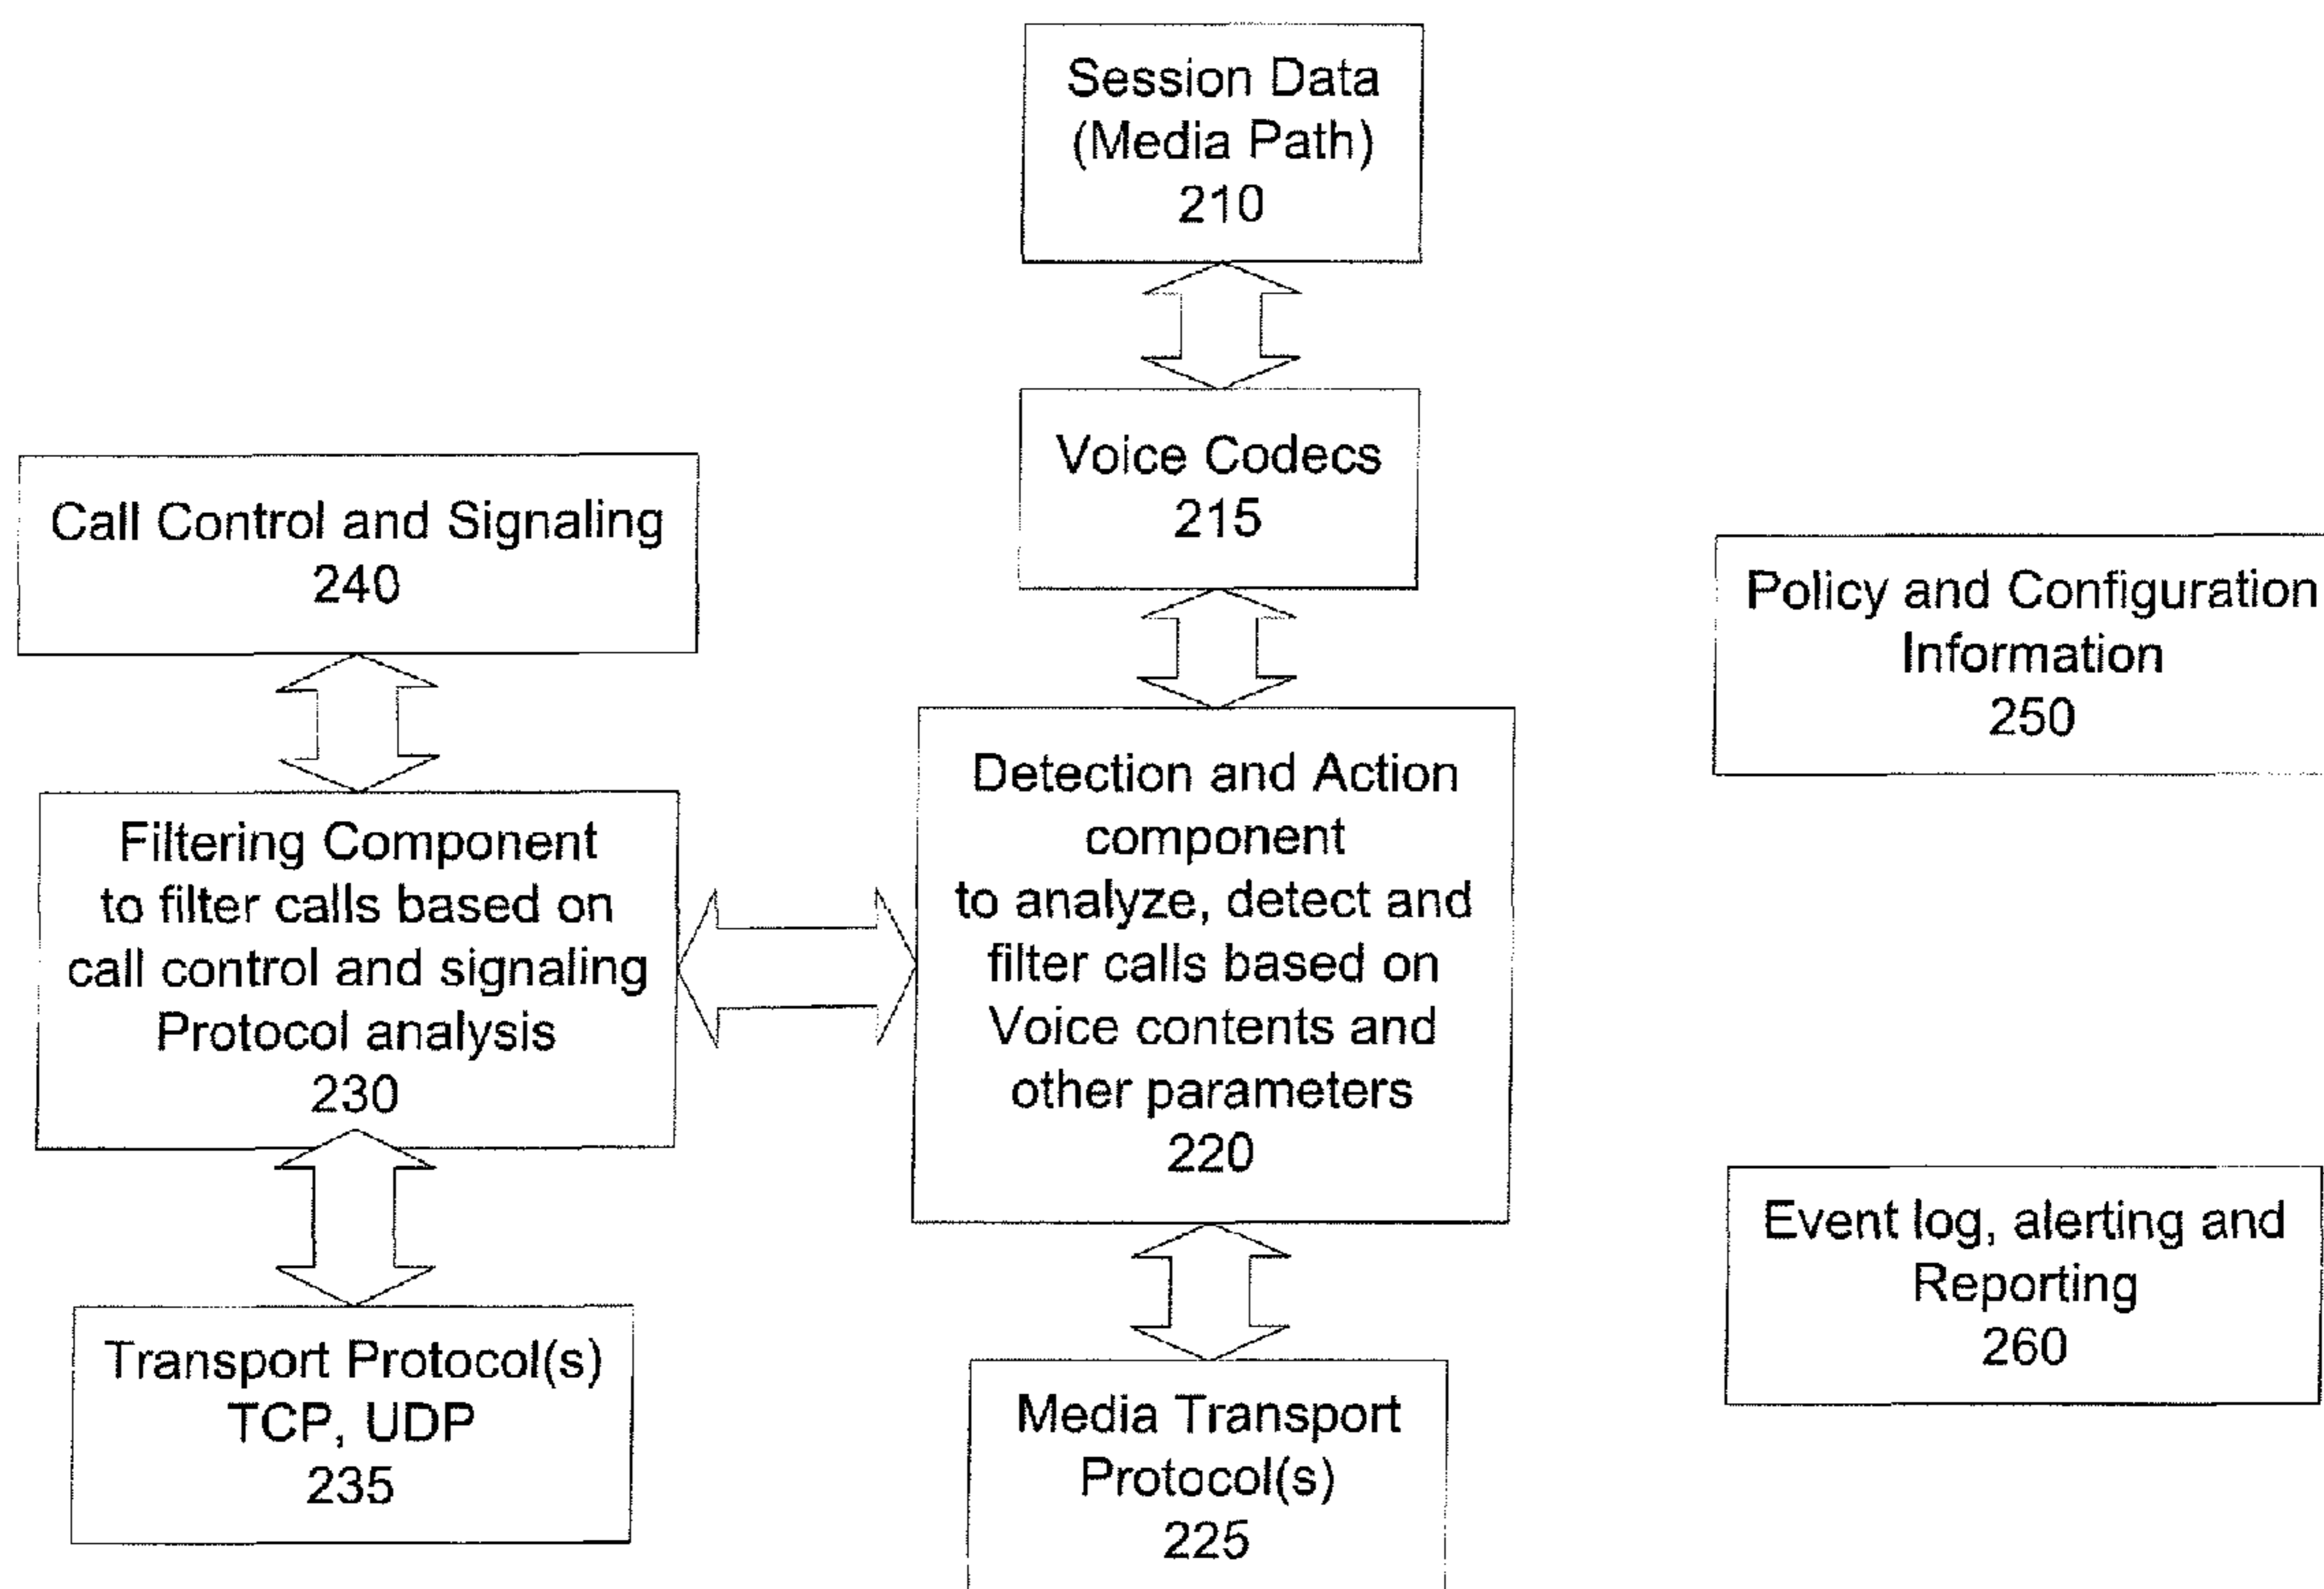 Session Data
(Media Path)
210
Voice Codecs
215
Call Control and Signaling
240
Policy and Configuration
Information
250
Filtering Component
to filter calls based on
call control and signaling
Protocol analysis
230
Detection and Action
component
to analyze, detect and
filter calls based on
Voice contents and
other parameters
220
Event log, alerting and
Reporting
260
Transport Protocol(s)
TCP, UDP
235
Media Transport
Protocol(s)
225